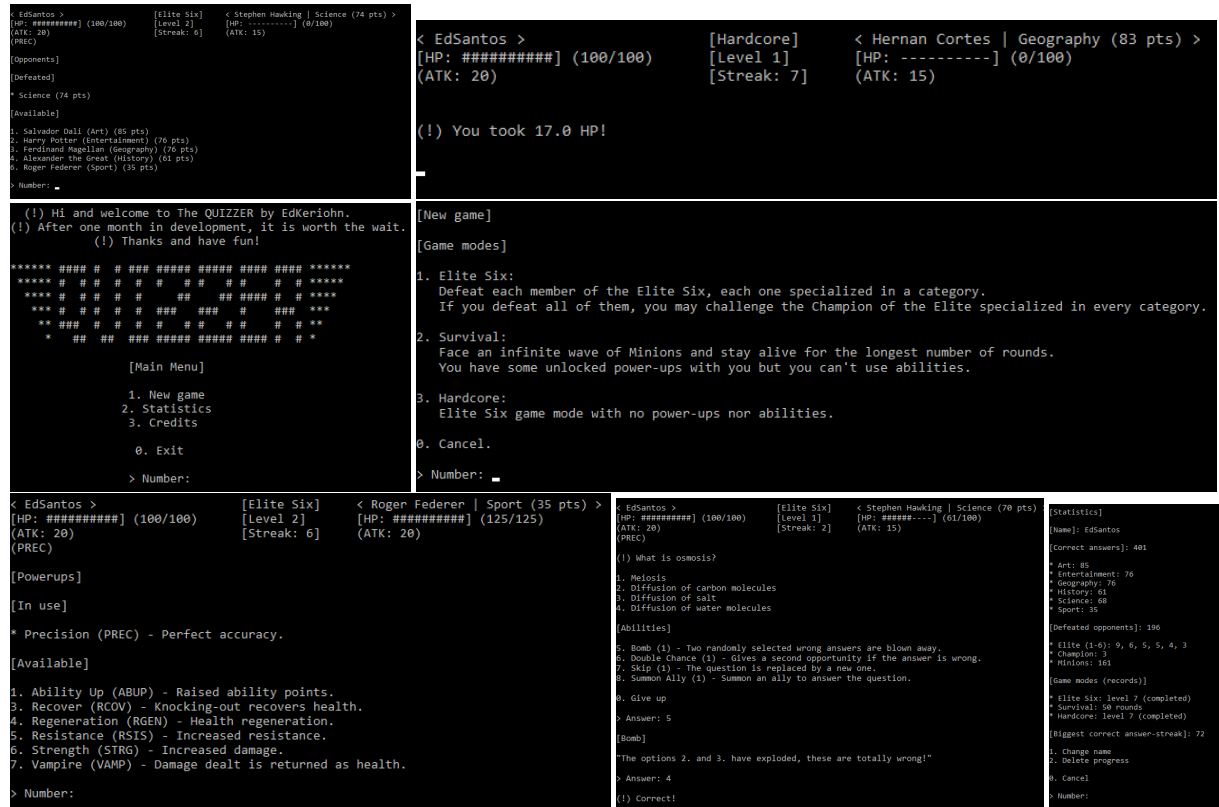 < EdSantos > [Elite Six] < Stephen Hawking | Science (74 pts) >
[HP: ##########] (100/100) [Level 2] [HP: ----------] (0/100)
(ATK: 20) [Streak: 6] (ATK: 15)
(PREC)
[Opponents]
[Defeated]
* Science (74 pts)
[Available]
1. Salvador Dali (Art) (85 pts)
2. Harry Potter (Entertainment) (76 pts)
3. Ferdinand Magellan (Geography) (76 pts)
4. Alexander the Great (History) (61 pts)
6. Roger Federer (Sport) (35 pts)
> Number:
< EdSantos > [Hardcore] < Hernan Cortes | Geography (83 pts) >
[HP: ##########] (100/100) [Level 1] [HP: ----------] (0/100)
(ATK: 20) [Streak: 7] (ATK: 15)
(!) You took 17.0 HP!
(!) Hi and welcome to The QUIZZER by EdKeriohn.
(!) After one month in development, it is worth the wait.
(!) Thanks and have fun!
****** #### #  # ### ##### ##### #### #### ******
***** #  # #  #  #     #     #  #    #  # *****
**** #  # #  #  #    ##    ## #### #  # ****
*** #  # #  #  #   ###   ###    #    ###  ***
** ###  #  #  #   #  #  #  #  #    #  # **
*   ##  ##  ### ##### ##### #### #  # *
[Main Menu]
1. New game
2. Statistics
3. Credits
0. Exit
> Number:
[New game]
[Game modes]
1. Elite Six:
Defeat each member of the Elite Six, each one specialized in a category.
If you defeat all of them, you may challenge the Champion of the Elite specialized in every category.
2. Survival:
Face an infinite wave of Minions and stay alive for the longest number of rounds.
You have some unlocked power-ups with you but you can't use abilities.
3. Hardcore:
Elite Six game mode with no power-ups nor abilities.
0. Cancel.
> Number:
< EdSantos > [Elite Six] < Roger Federer | Sport (35 pts) >
[HP: ##########] (100/100) [Level 2] [HP: ##########] (125/125)
(ATK: 20) [Streak: 6] (ATK: 20)
(PREC)
[Powerups]
[In use]
* Precision (PREC) - Perfect accuracy.
[Available]
1. Ability Up (ABUP) - Raised ability points.
3. Recover (RCOV) - Knocking-out recovers health.
4. Regeneration (RGEN) - Health regeneration.
5. Resistance (RSIS) - Increased resistance.
6. Strength (STRG) - Increased damage.
7. Vampire (VAMP) - Damage dealt is returned as health.
> Number:
< EdSantos > [Elite Six] < Stephen Hawking | Science (70 pts) >
[HP: ##########] (100/100) [Level 1] [HP: ######----] (61/100)
(ATK: 20) [Streak: 2] (ATK: 15)
(PREC)
(!) What is osmosis?
1. Meiosis
2. Diffusion of carbon molecules
3. Diffusion of salt
4. Diffusion of water molecules
[Abilities]
5. Bomb (1) - Two randomly selected wrong answers are blown away.
6. Double Chance (1) - Gives a second opportunity if the answer is wrong.
7. Skip (1) - The question is replaced by a new one.
8. Summon Ally (1) - Summon an ally to answer the question.
0. Give up
> Answer: 5
[Bomb]
"The options 2. and 3. have exploded, these are totally wrong!"
> Answer: 4
(!) Correct!
[Statistics]
[Name]: EdSantos
[Correct answers]: 401
* Art: 85
* Entertainment: 76
* Geography: 76
* History: 61
* Science: 68
* Sport: 35
[Defeated opponents]: 196
* Elite (1-6): 9, 6, 5, 5, 4, 3
* Champion: 3
* Minions: 161
[Game modes (records)]
* Elite Six: level 7 (completed)
* Survival: 50 rounds
* Hardcore: level 7 (completed)
[Biggest correct answer-streak]: 72
1. Change name
2. Delete progress
0. Cancel
> Number: